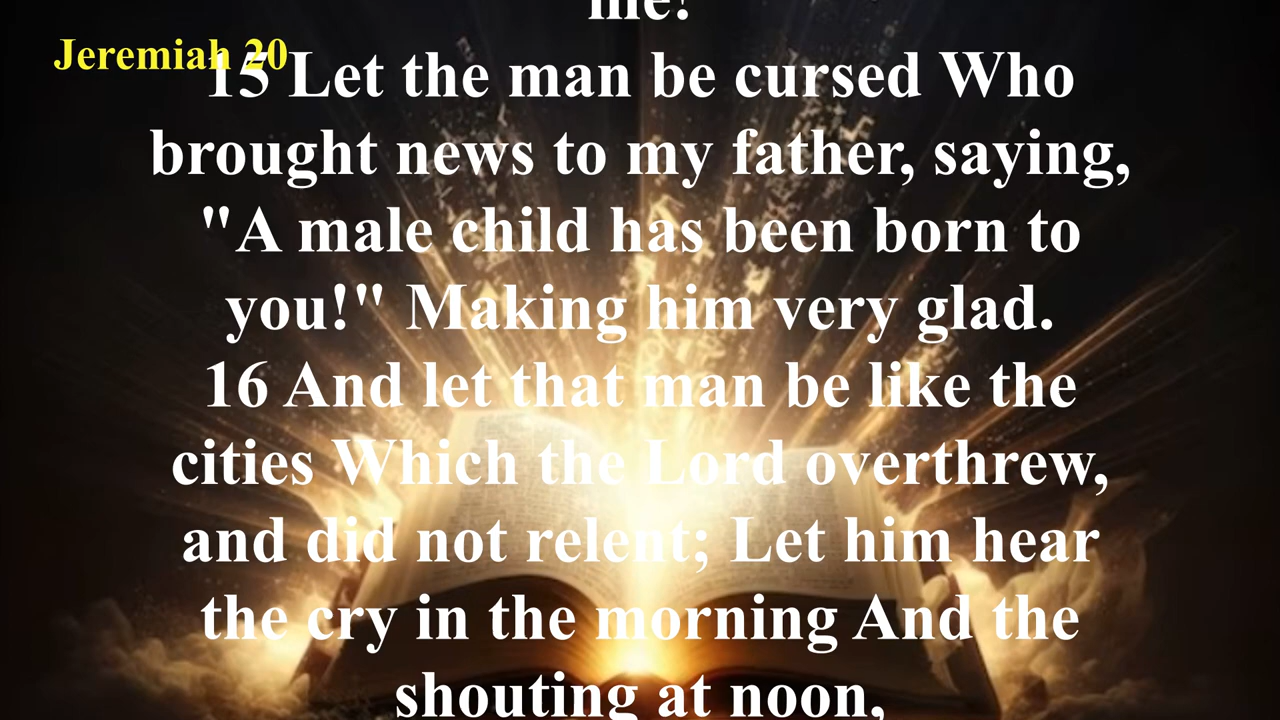 me!
Jeremiah 20
15 Let the man be cursed Who
brought news to my father, saying,
"A male child has been born to
you!" Making him very glad.
16 And let that man be like the
cities Which the Lord overthrew,
and did not relent; Let him hear
the cry in the morning And the
shouting at noon,